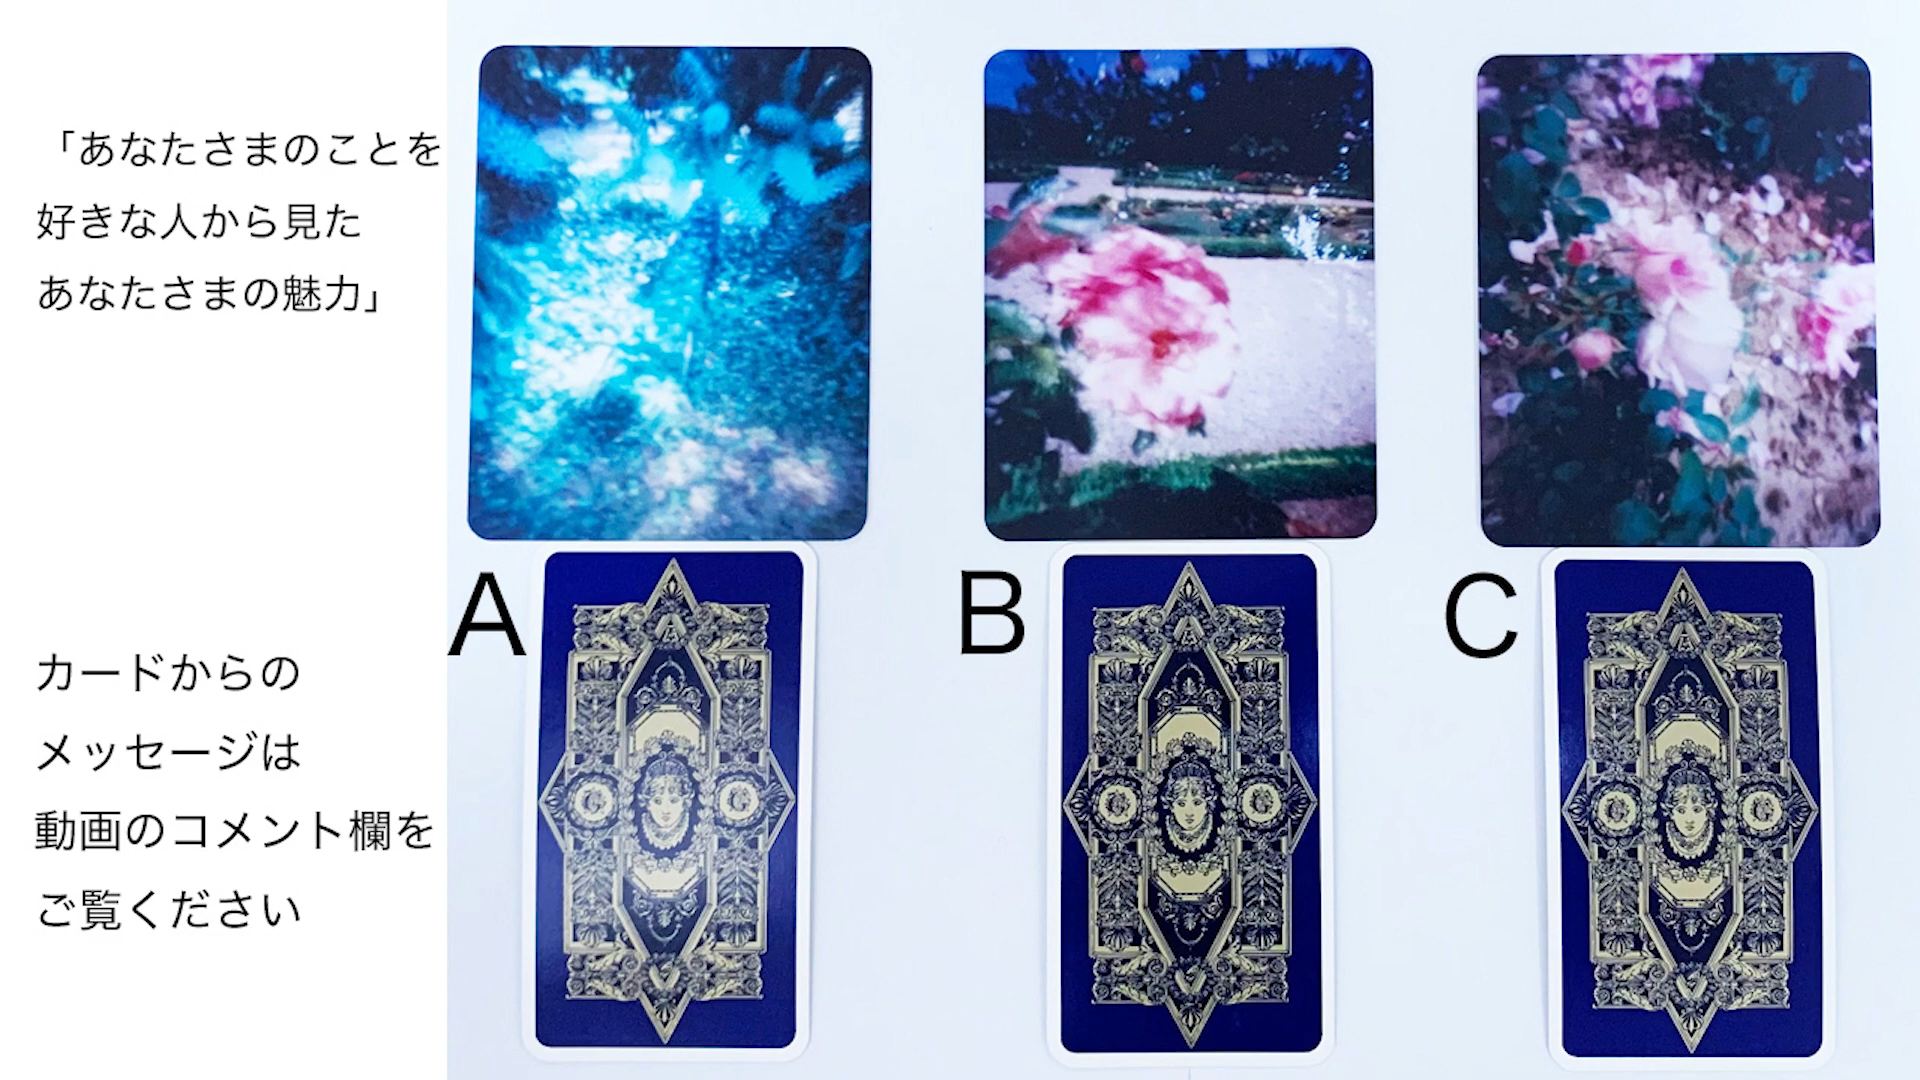 「あなたさまのことを
好きな人から見た
あなたさまの魅力」
カードからの
メッセージは
動画のコメント欄を
ご覧ください
A
B
C
G
G
G
G
G
G